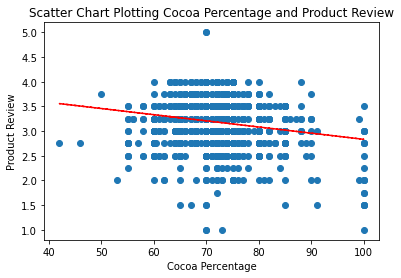 Scatter Chart Plotting Cocoa Percentage and Product Review
5.0
4.5
4.0
3.5
3.0
2.5
2.0
1.5
1.0
Product Review
40 50 60 70 80 90 100
Cocoa Percentage